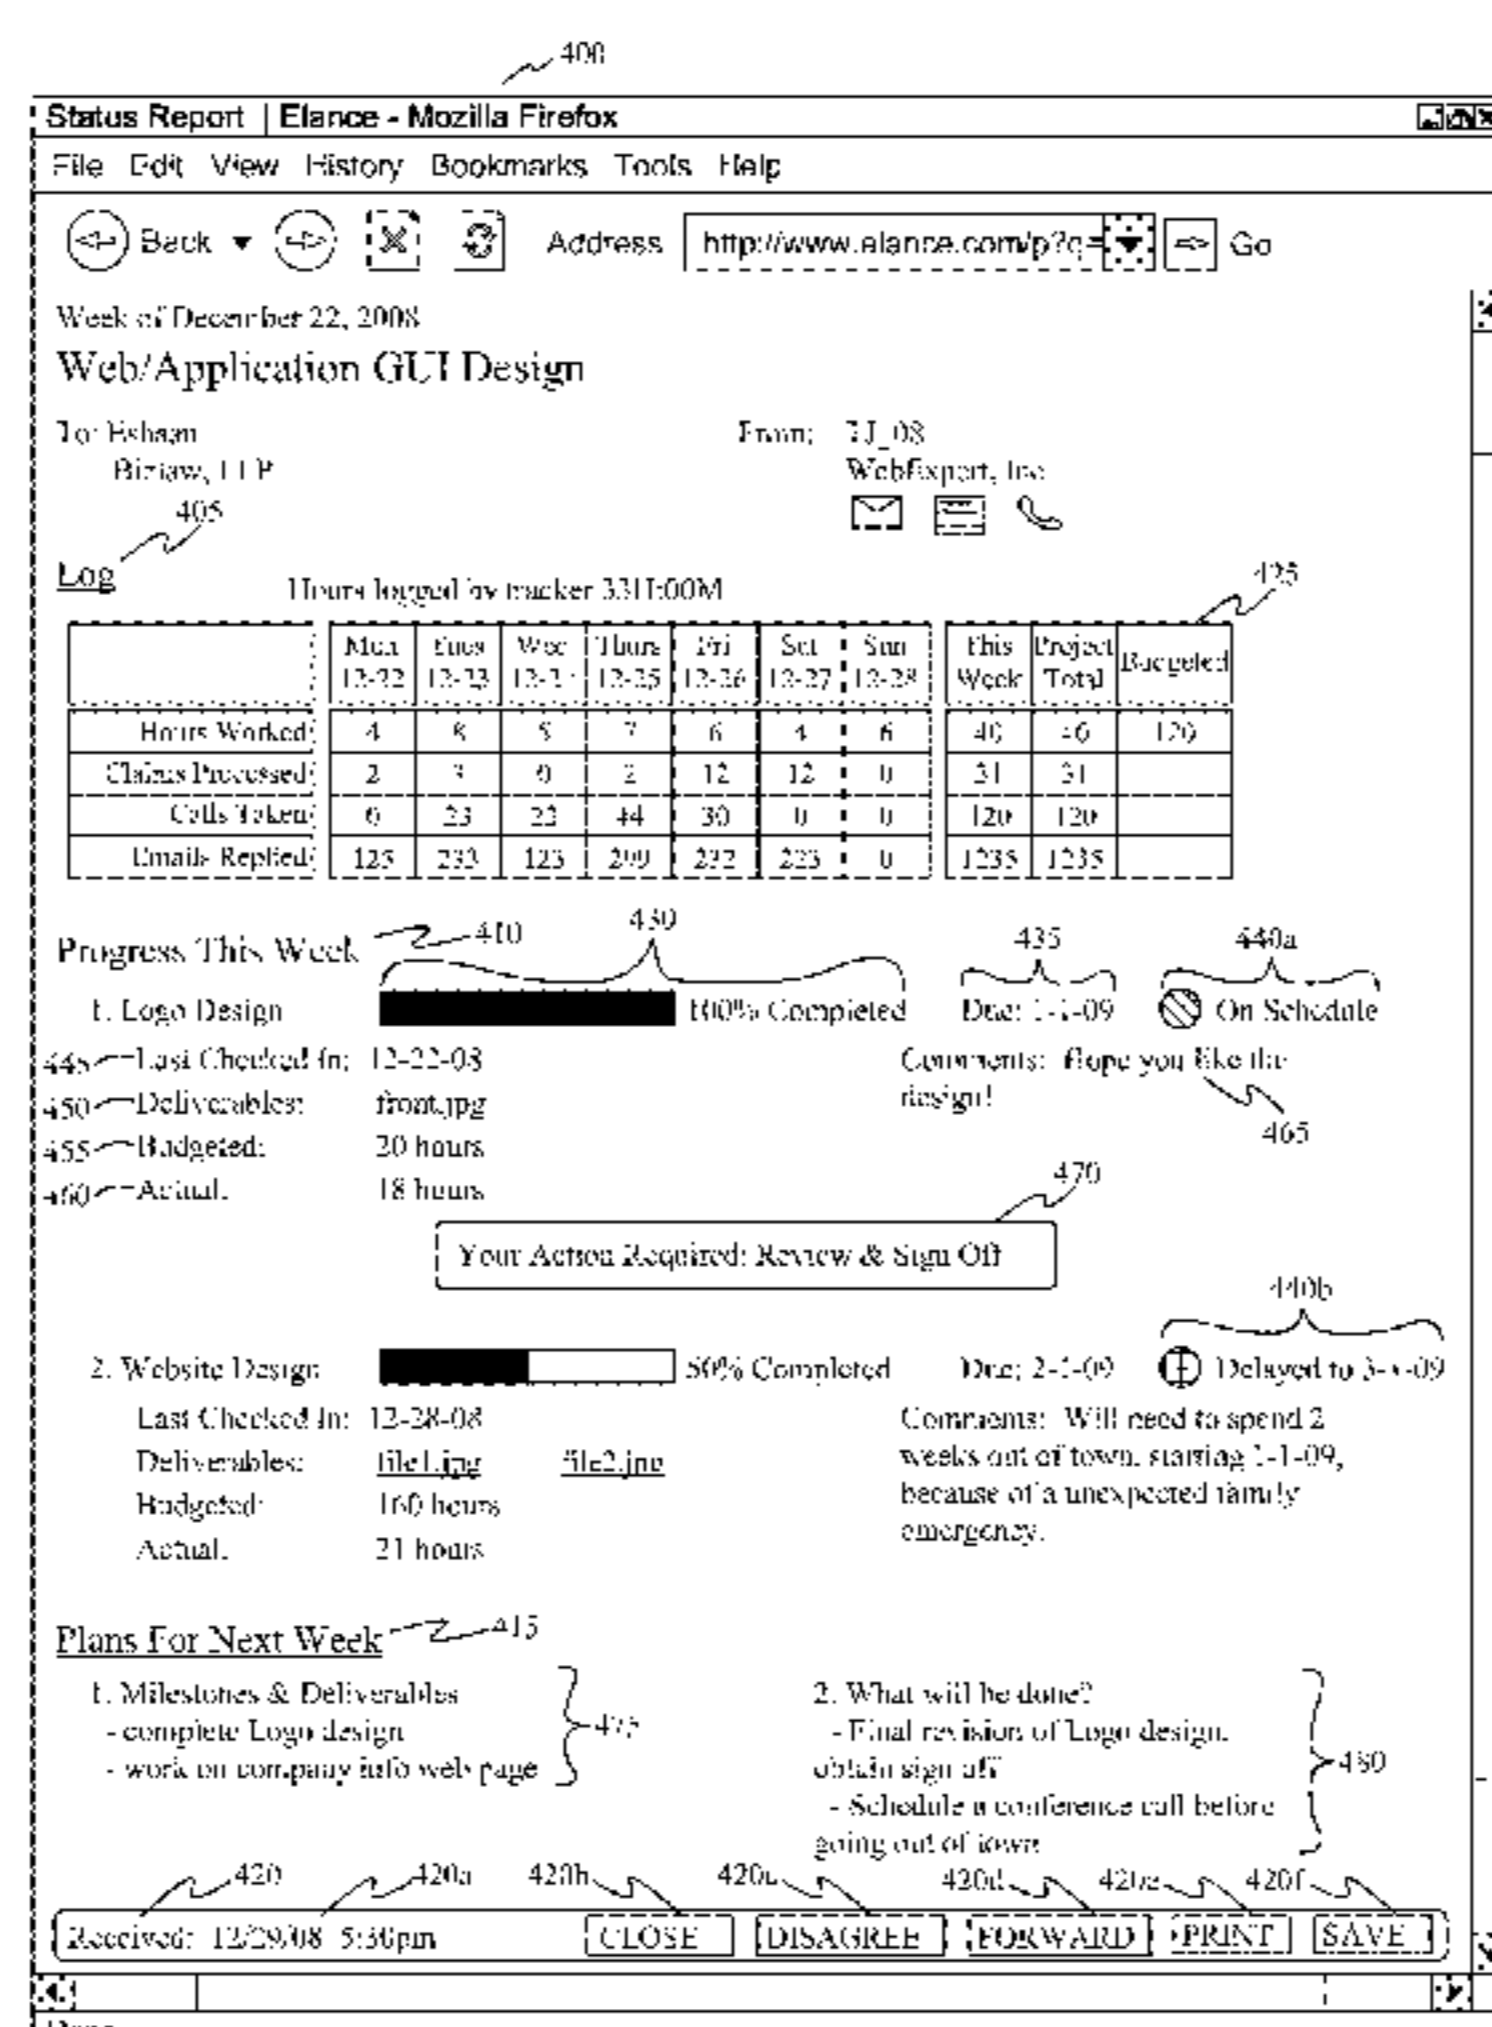 400
Status Report | Elance - Mozilla Firefox
File Edit View History Bookmarks Tools Help
Back Address http://www.elance.com/p?q= Go
Week of December 22, 2008
Web/Application GUI Design
To: Eshaan From: TJ_08
Bizlaw, LLP WebExpert, Inc
405
Log
Hours logged by tracker 33H:00M 425
Mon Tues Wed Thurs Fri Sat Sun This Project Budgeted
12-22 12-23 12-25 12-26 12-27 12-28 Week Total
Hours Worked: 4 8 5 7 6 4 6 40 120
Claims Processed: 2 3 0 2 12 12 0 31 31
Calls Taken: 23 22 44 30 0 0 120 120
Emails Replied: 125 233 123 299 232 223 0 1235 1235
Progress This Week 410 430 435 440a
1. Logo Design 100% Completed Due: 1-1-09 On Schedule
445 Last Checked In: 12-22-08 Comments: Hope you like the
450 Deliverables: front.jpg design!
455 Budgeted: 20 hours 465
460 Actual: 18 hours 470
Your Action Required: Review & Sign Off
440b
2. Website Design 50% Completed Due: 2-1-09 Delayed to
Last Checked In: 12-28-08 Comments: Will need to spend 2
Deliverables: file1.jpg file2.jpg weeks out of town, starting 1-1-09,
Budgeted: 160 hours because of a unexpected family
Actual: 21 hours emergency.
Plans For Next Week 415
1. Milestones & Deliverables 2. What will be done?
- complete Logo design 475 - Final revision of Logo design,
- work on company info web page obtain sign off 480
- Schedule a conference call before
going out of town
420 420a 420b 420c 420d 420e 420f
Received: 12/29/08 5:30pm CLOSE DISAGREE FORWARD PRINT SAVE